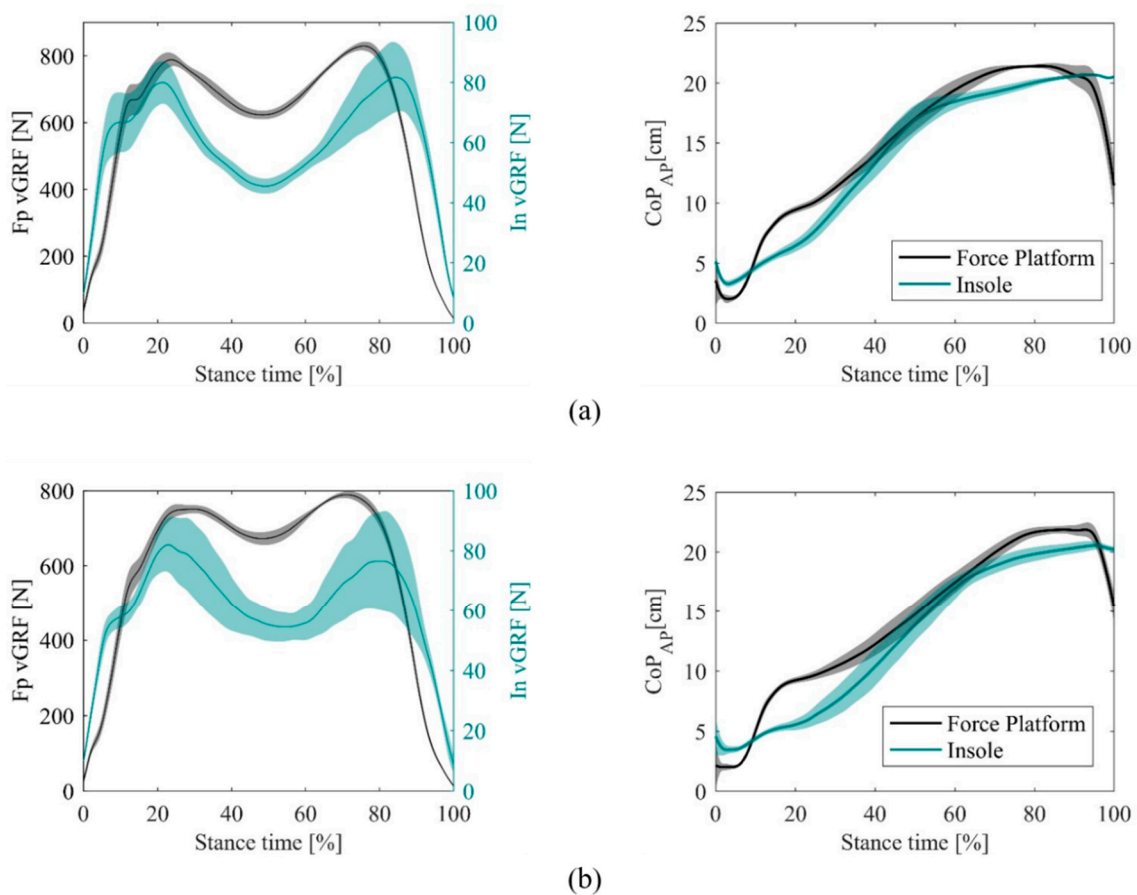 Fp vGRF [N]
800
600
400
200
0
100
80
60
40
20
0
In vGRF [N]
0 20 40 60 80 100
Stance time [%]
CoP_AP[cm]
25
20
15
10
5
0
Force Platform
Insole
0 20 40 60 80 100
Stance time [%]
(a)
Fp vGRF [N]
800
600
400
200
0
100
80
60
40
20
0
In vGRF [N]
0 20 40 60 80 100
Stance time [%]
CoP_AP[cm]
25
20
15
10
5
0
Force Platform
Insole
0 20 40 60 80 100
Stance time [%]
(b)